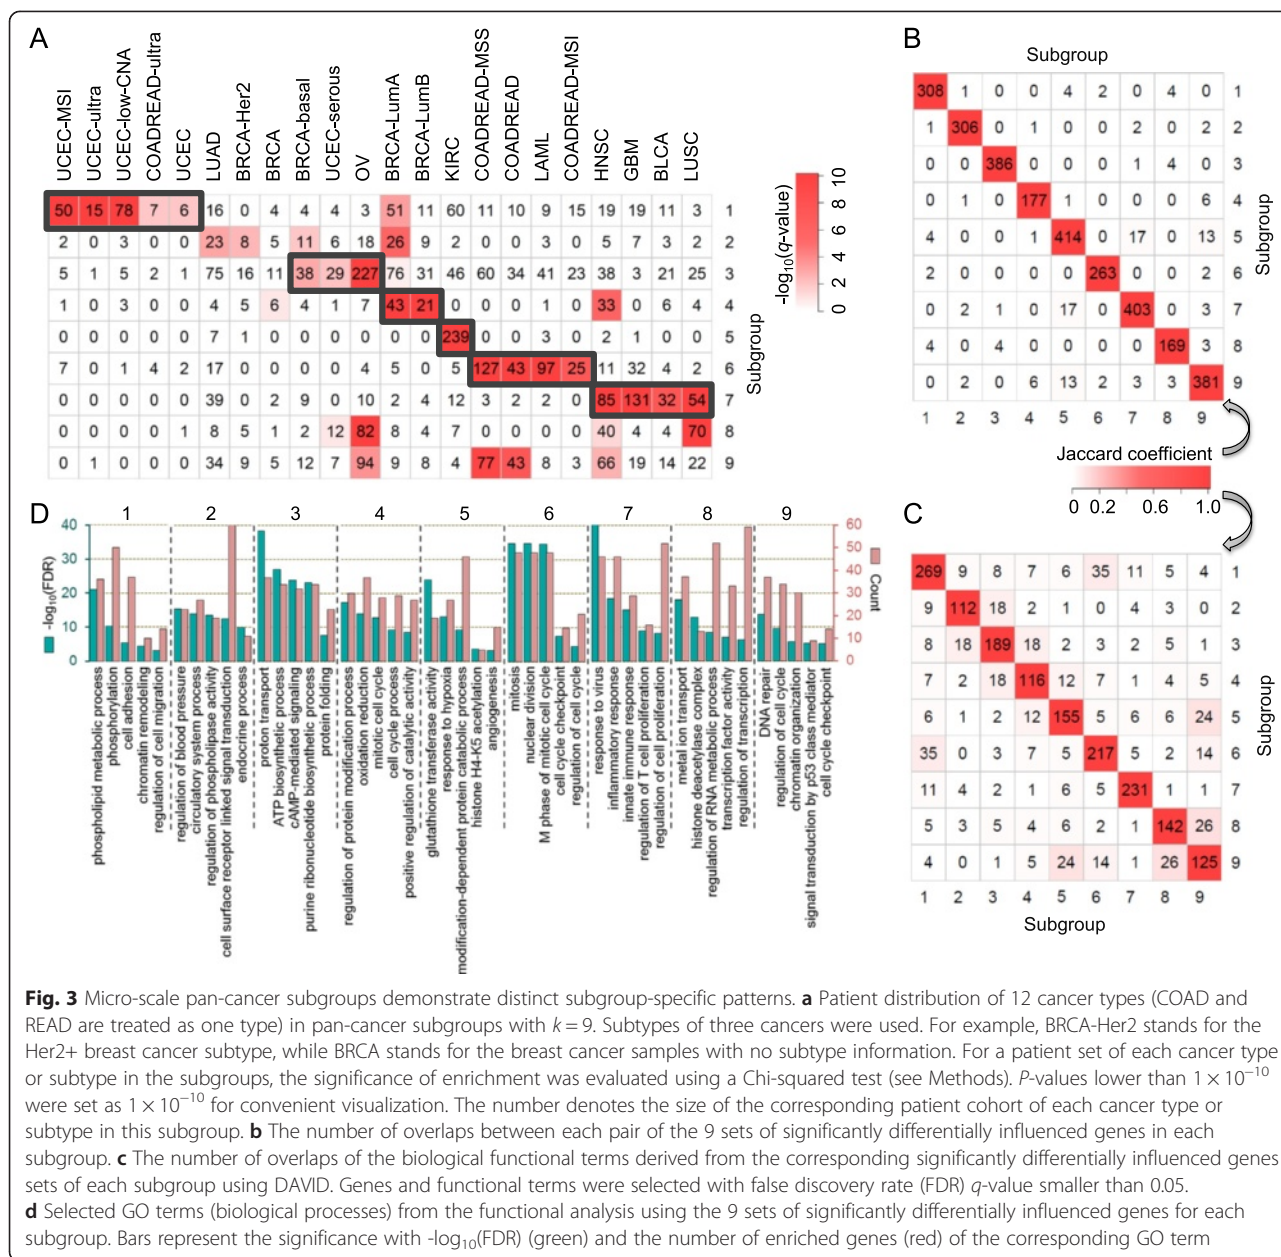 A
UCEC-MSI
UCEC-ultra
UCEC-low-CNA
COADREAD-ultra
UCEC
LUAD
BRCA-Her2
BRCA
BRCA-basal
UCEC-serous
OV
BRCA-LumA
BRCA-LumB
KIRC
COADREAD-MSS
COADREAD
LAML
COADREAD-MSI
HNSC
GBM
BLCA
LUSC
50 15 78 7 6 16 0 4 4 4 3 51 11 60 11 10 9 15 19 19 11 3 1
2 0 3 0 0 23 8 5 11 6 18 26 9 2 0 0 3 0 5 7 3 2 2
5 1 5 2 1 75 16 11 38 29 227 76 31 46 60 34 41 23 38 3 21 25 3
1 0 3 0 0 4 5 6 0 1 7 43 21 0 0 0 1 0 33 0 0 0 4
0 0 0 0 0 7 1 0 0 0 0 0 0 239 0 0 3 0 2 1 0 0 5
7 0 1 4 2 17 0 0 0 0 4 5 0 5 127 43 97 25 11 32 4 2 6
0 0 0 0 0 39 0 2 9 0 10 2 4 12 3 2 2 0 85 131 32 54 7
0 0 0 0 1 8 5 1 2 12 82 8 4 7 0 0 0 0 40 4 4 70 8
0 1 0 0 0 34 9 5 12 7 94 9 8 4 77 43 8 3 66 19 14 22 9
Subgroup
-log10(q-value)
0 2 4 6 8 10
B
Subgroup
308 1 0 0 4 2 0 4 0 1
1 306 0 1 0 0 2 0 2 2
0 0 386 0 0 0 1 4 0 3
0 1 0 177 1 0 0 0 0 4
4 0 0 1 414 0 17 0 13 5
2 0 0 0 0 263 0 0 2 6
0 2 1 0 17 0 403 0 3 7
4 0 4 0 0 0 0 169 3 8
0 2 0 6 13 2 3 3 381 9
1 2 3 4 5 6 7 8 9
Subgroup
Jaccard coefficient
0 0.2 0.6 1.0
C
269 9 8 7 6 35 11 5 4 1
9 112 18 2 1 0 4 3 0 2
8 18 189 18 2 3 2 5 1 3
7 2 18 116 12 7 1 4 5 4
6 1 2 12 155 5 6 6 24 5
35 0 3 7 5 217 5 2 14 6
11 4 2 1 6 5 231 1 1 7
5 3 5 4 6 2 1 142 26 8
4 0 1 5 24 14 1 26 125 9
1 2 3 4 5 6 7 8 9
Subgroup
Subgroup
D
1 2 3 4 5 6 7 8 9
-log10(FDR)
40
30
20
10
0
60
50
40
30
20
10
0
Count
phospholipid metabolic process
phosphorylation
cell adhesion
chromatin remodeling
regulation of cell migration
regulation of blood pressure
circulatory system process
regulation of phospholipase activity
cell surface receptor linked signal transduction
endocrine process
proton transport
ATP biosynthetic process
cAMP-mediated signaling
purine ribonucleotide biosynthetic process
protein folding
regulation of protein modification process
oxidation reduction
mitotic cell cycle
cell cycle process
positive regulation of catalytic activity
glutathione transferase activity
response to hypoxia
modification-dependent protein catabolic process
histone H4-K5 acetylation
angiogenesis
mitosis
nuclear division
M phase of mitotic cell cycle
cell cycle checkpoint
regulation of cell cycle
response to virus
inflammatory response
innate immune response
regulation of T cell proliferation
regulation of cell proliferation
metal ion transport
histone deacetylase complex
regulation of RNA metabolic process
transcription factor activity
regulation of transcription
DNA repair
regulation of cell cycle
chromatin organization
signal transduction by p53 class mediator
cell cycle checkpoint
Fig. 3 Micro-scale pan-cancer subgroups demonstrate distinct subgroup-specific patterns. a Patient distribution of 12 cancer types (COAD and
READ are treated as one type) in pan-cancer subgroups with k = 9. Subtypes of three cancers were used. For example, BRCA-Her2 stands for the
Her2+ breast cancer subtype, while BRCA stands for the breast cancer samples with no subtype information. For a patient set of each cancer type
or subtype in the subgroups, the significance of enrichment was evaluated using a Chi-squared test (see Methods). P-values lower than 1 × 10⁻¹⁰
were set as 1 × 10⁻¹⁰ for convenient visualization. The number denotes the size of the corresponding patient cohort of each cancer type or
subtype in this subgroup. b The number of overlaps between each pair of the 9 sets of significantly differentially influenced genes in each
subgroup. c The number of overlaps of the biological functional terms derived from the corresponding significantly differentially influenced genes
sets of each subgroup using DAVID. Genes and functional terms were selected with false discovery rate (FDR) q-value smaller than 0.05.
d Selected GO terms (biological processes) from the functional analysis using the 9 sets of significantly differentially influenced genes for each
subgroup. Bars represent the significance with -log10(FDR) (green) and the number of enriched genes (red) of the corresponding GO term